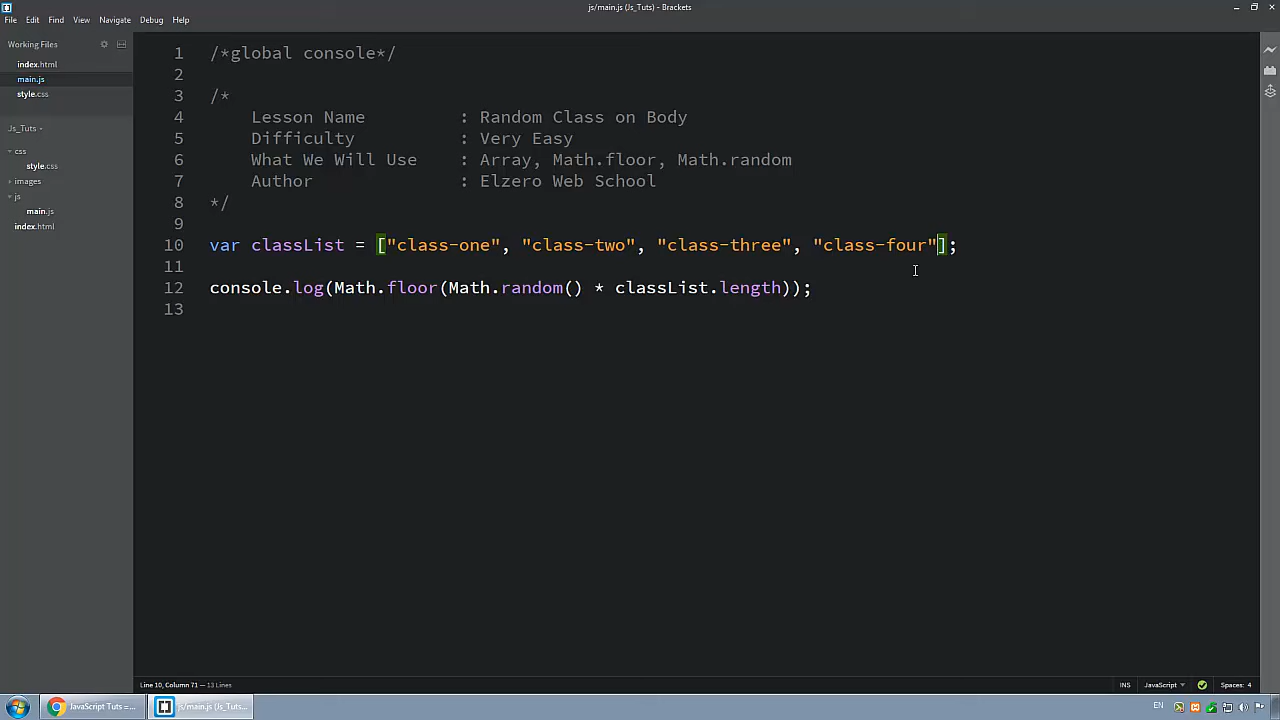 js/main.js (Js_Tuts) - Brackets
File Edit Find View Navigate Debug Help
Working Files
index.html
main.js
style.css
Js_Tuts
css
style.css
images
js
main.js
index.html
1 /*global console*/
2
3 /*
4 Lesson Name : Random Class on Body
5 Difficulty : Very Easy
6 What We Will Use : Array, Math.floor, Math.random
7 Author : Elzero Web School
8 */
9
10 var classList = ["class-one", "class-two", "class-three", "class-four"];
11
12 console.log(Math.floor(Math.random() * classList.length));
13
Line 10, Column 71 — 13 Lines
INS JavaScript Spaces: 4
JavaScript Tuts =... js/main.js (Js_Tuts... EN